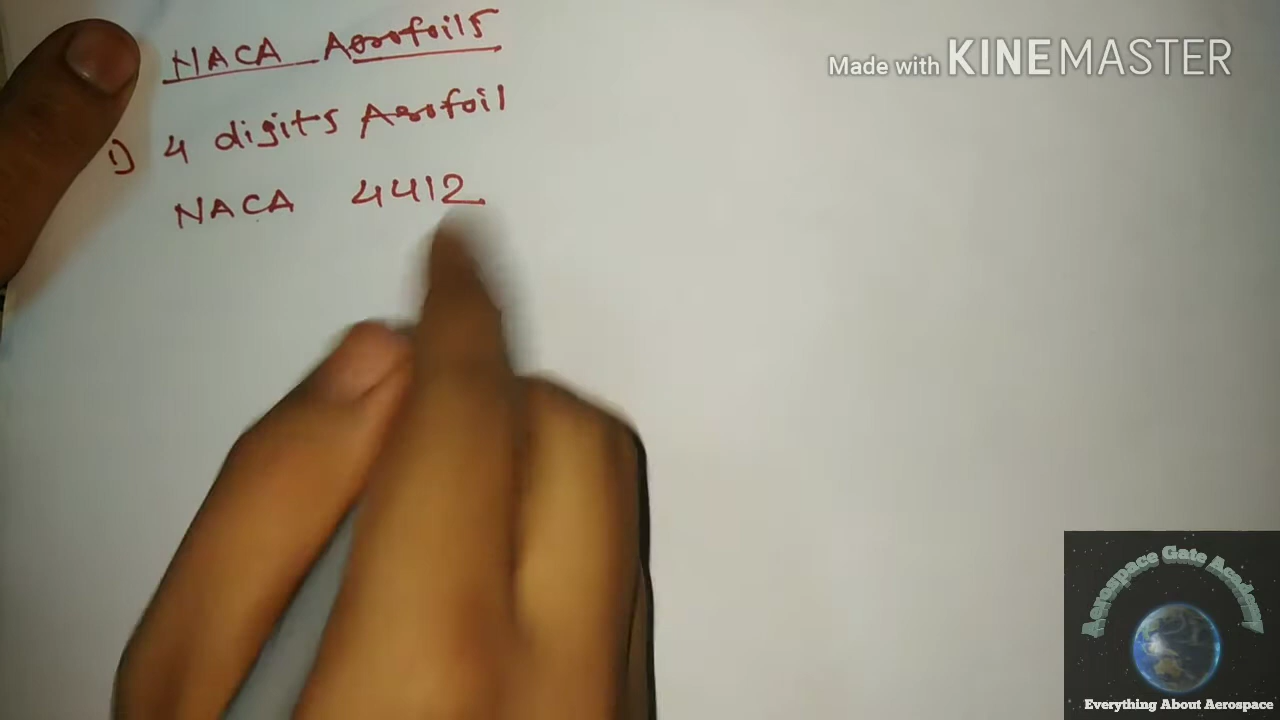 NACA Aerofoils
1) 4 digits Aerofoil
NACA 4412
Made with KINEMASTER
Aerospace Gate Academy
Everything About Aerospace